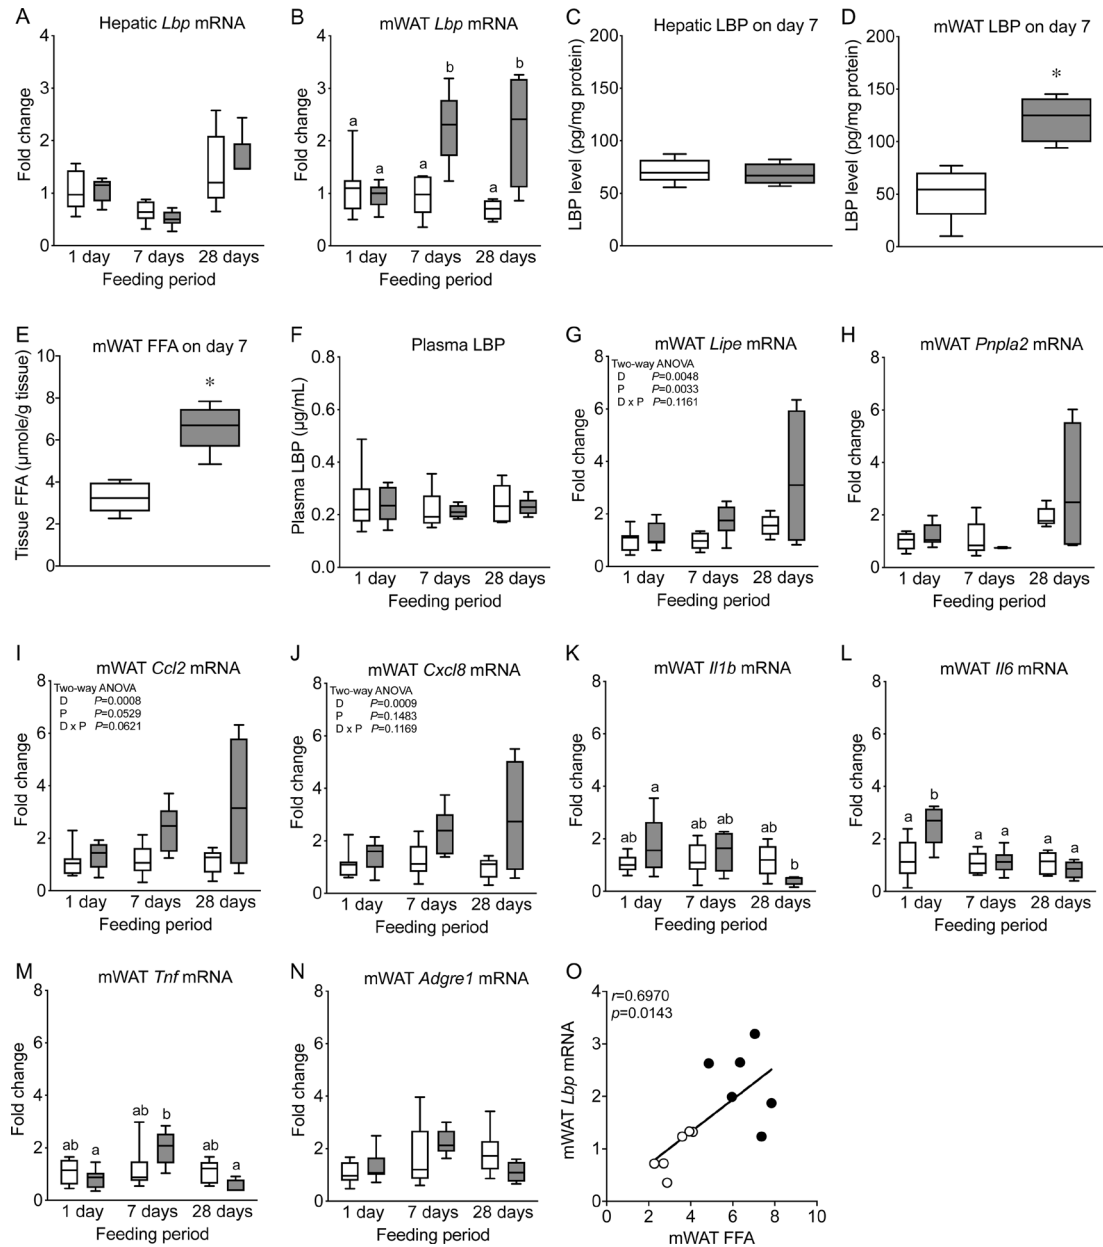 A
Hepatic Lbp mRNA
Fold change
4
3
2
1
0
1 day 7 days 28 days
Feeding period
B
mWAT Lbp mRNA
Fold change
4
3
2
1
0
a a a b a b
1 day 7 days 28 days
Feeding period
C
Hepatic LBP on day 7
LBP level (pg/mg protein)
200
150
100
50
0
D
mWAT LBP on day 7
LBP level (pg/mg protein)
200
150
100
50
0
*
E
mWAT FFA on day 7
Tissue FFA (µmole/g tissue)
10
8
6
4
2
0
*
F
Plasma LBP
Plasma LBP (µg/mL)
0.8
0.6
0.4
0.2
0.0
1 day 7 days 28 days
Feeding period
G
mWAT Lipe mRNA
Two-way ANOVA
D P=0.0048
P P=0.0033
D x P P=0.1161
Fold change
8
6
4
2
0
1 day 7 days 28 days
Feeding period
H
mWAT Pnpla2 mRNA
Fold change
8
6
4
2
0
1 day 7 days 28 days
Feeding period
I
mWAT Ccl2 mRNA
Two-way ANOVA
D P=0.0008
P P=0.0529
D x P P=0.0621
Fold change
8
6
4
2
0
1 day 7 days 28 days
Feeding period
J
mWAT Cxcl8 mRNA
Two-way ANOVA
D P=0.0009
P P=0.1483
D x P P=0.1169
Fold change
8
6
4
2
0
1 day 7 days 28 days
Feeding period
K
mWAT Il1b mRNA
Fold change
8
6
4
2
0
ab a ab ab ab b
1 day 7 days 28 days
Feeding period
L
mWAT Il6 mRNA
Fold change
8
6
4
2
0
a b a a a a
1 day 7 days 28 days
Feeding period
M
mWAT Tnf mRNA
Fold change
8
6
4
2
0
ab a ab b ab a
1 day 7 days 28 days
Feeding period
N
mWAT Adgre1 mRNA
Fold change
8
6
4
2
0
1 day 7 days 28 days
Feeding period
O
r=0.6970
p=0.0143
mWAT Lbp mRNA
4
3
2
1
0
0 2 4 6 8 10
mWAT FFA